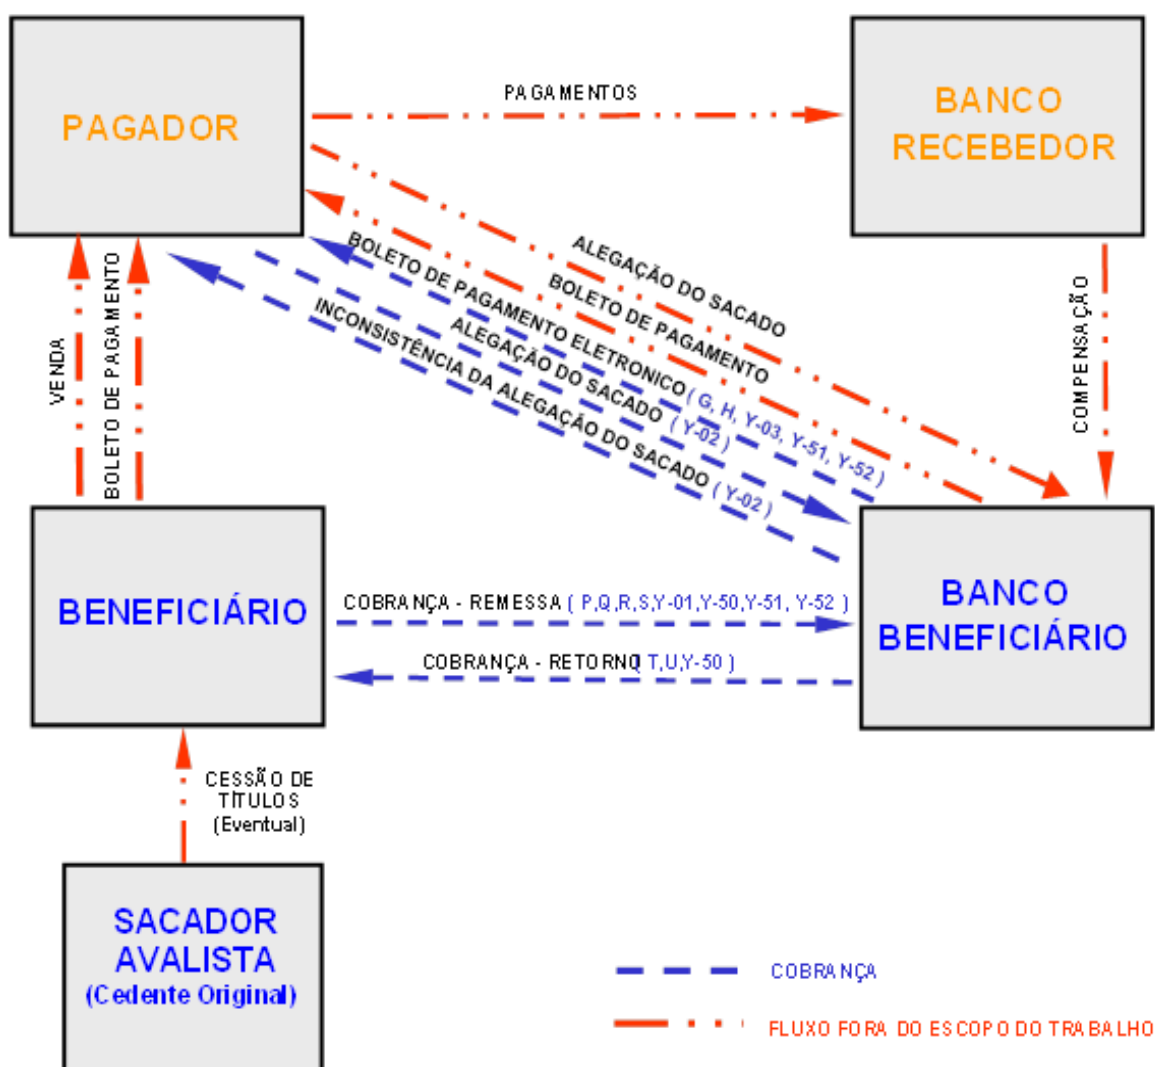 PAGAMENTOS
PAGADOR
BANCO
RECEBEDOR
ALEGAÇÃO DO SACADO
BOLETO DE PAGAMENTO
BOLETO DE PAGAMENTO ELETRONICO ( G, H, Y-03, Y-51, Y-52 )
ALEGAÇÃO DO SACADO ( Y-02 )
INCONSISTÊNCIA DA ALEGAÇÃO DO SACADO ( Y-02 )
VENDA
BOLETO DE PAGAMENTO
COMPENSAÇÃO
BENEFICIÁRIO
COBRANÇA - REMESSA ( P,Q,R,S,Y-01,Y-50,Y-51, Y-52 )
COBRANÇA - RETORNO ( T,U,Y-50 )
BANCO
BENEFICIÁRIO
CESSÃO DE
TÍTULOS
(Eventual)
SACADOR
AVALISTA
(Cedente Original)
COBRANÇA
FLUXO FORA DO ESCOPO DO TRABALHO